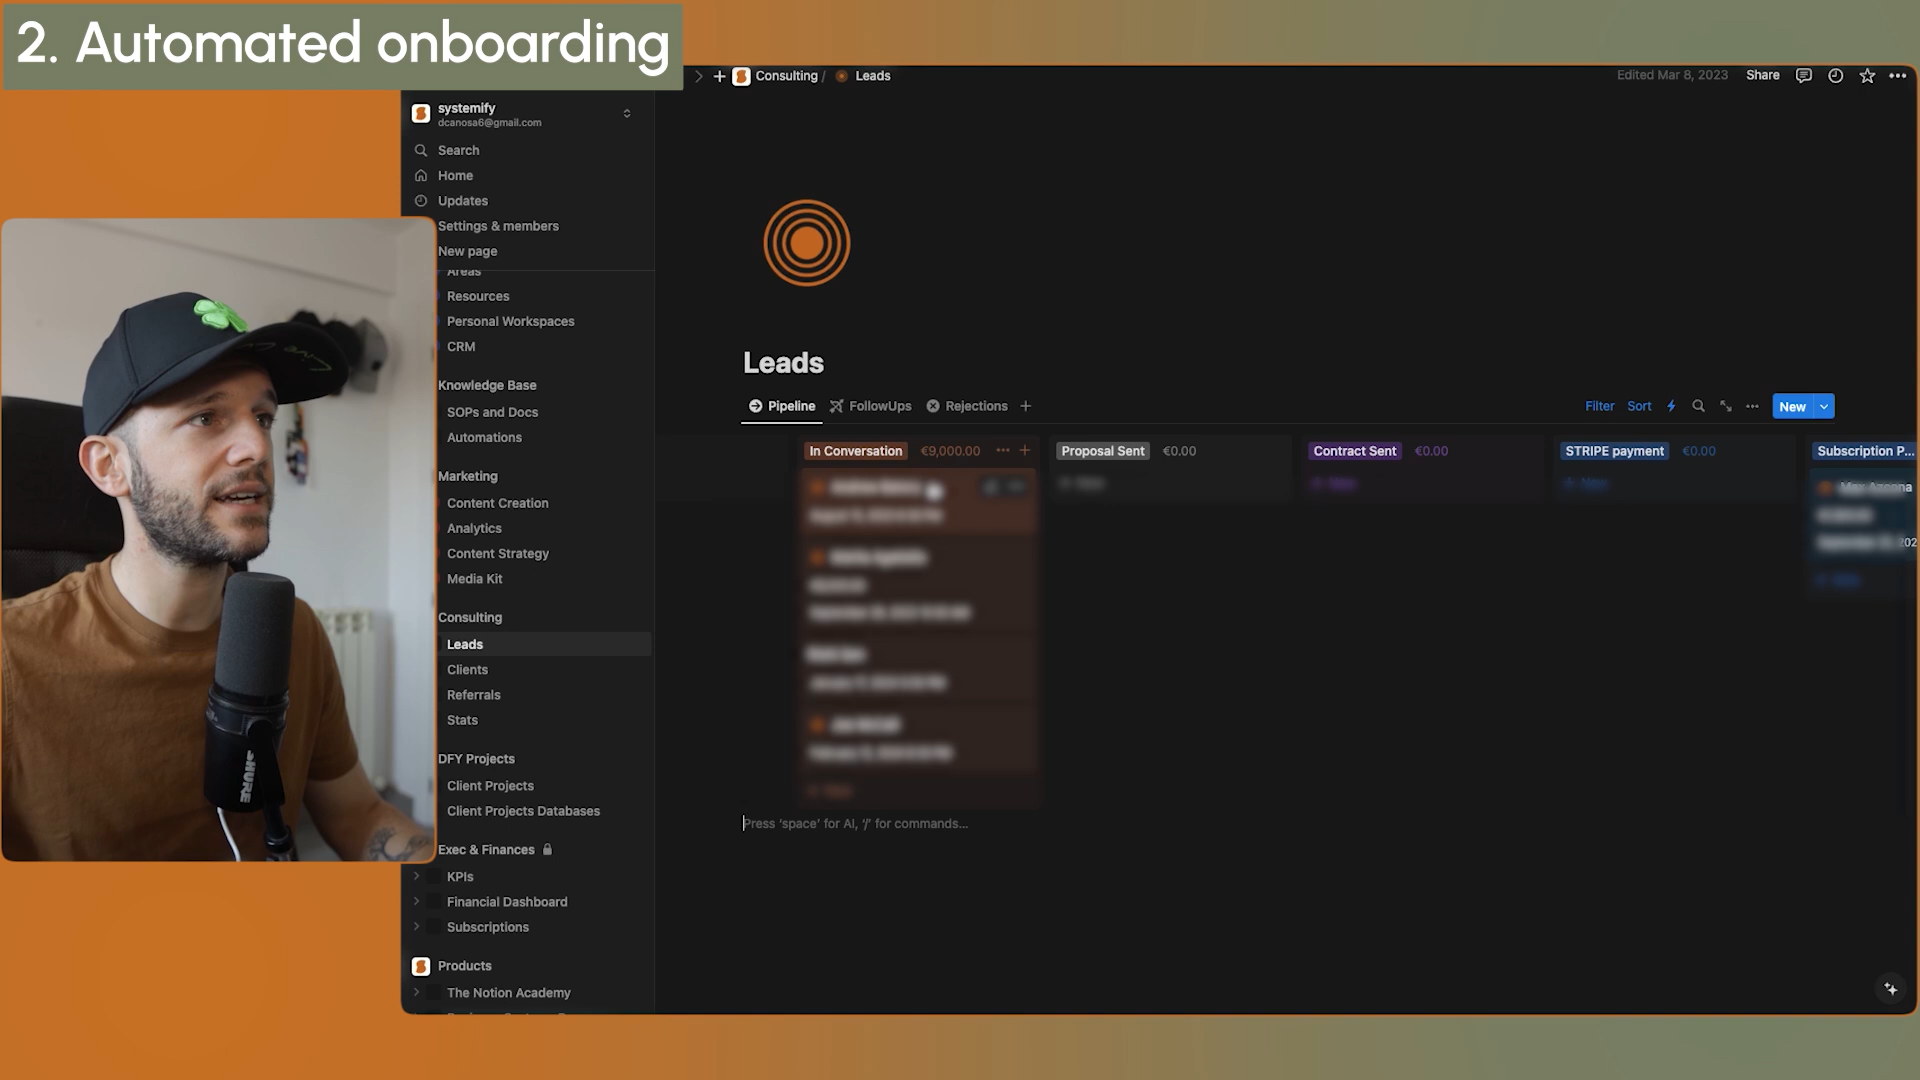 2. Automated onboarding
Consulting / Leads
Edited Mar 8, 2023
Share
systemify
dcanosa6@gmail.com
Search
Home
Updates
Settings & members
New page
Areas
Resources
Personal Workspaces
CRM
Knowledge Base
SOPs and Docs
Automations
Marketing
Content Creation
Analytics
Content Strategy
Media Kit
Consulting
Leads
Clients
Referrals
Stats
DFY Projects
Client Projects
Client Projects Databases
Exec & Finances
KPIs
Financial Dashboard
Subscriptions
Products
The Notion Academy
Leads
Pipeline
FollowUps
Rejections
Filter
Sort
New
In Conversation €9,000.00
Proposal Sent €0.00
Contract Sent €0.00
STRIPE payment €0.00
Subscription P...
Press 'space' for AI, '/' for commands...
SHURE